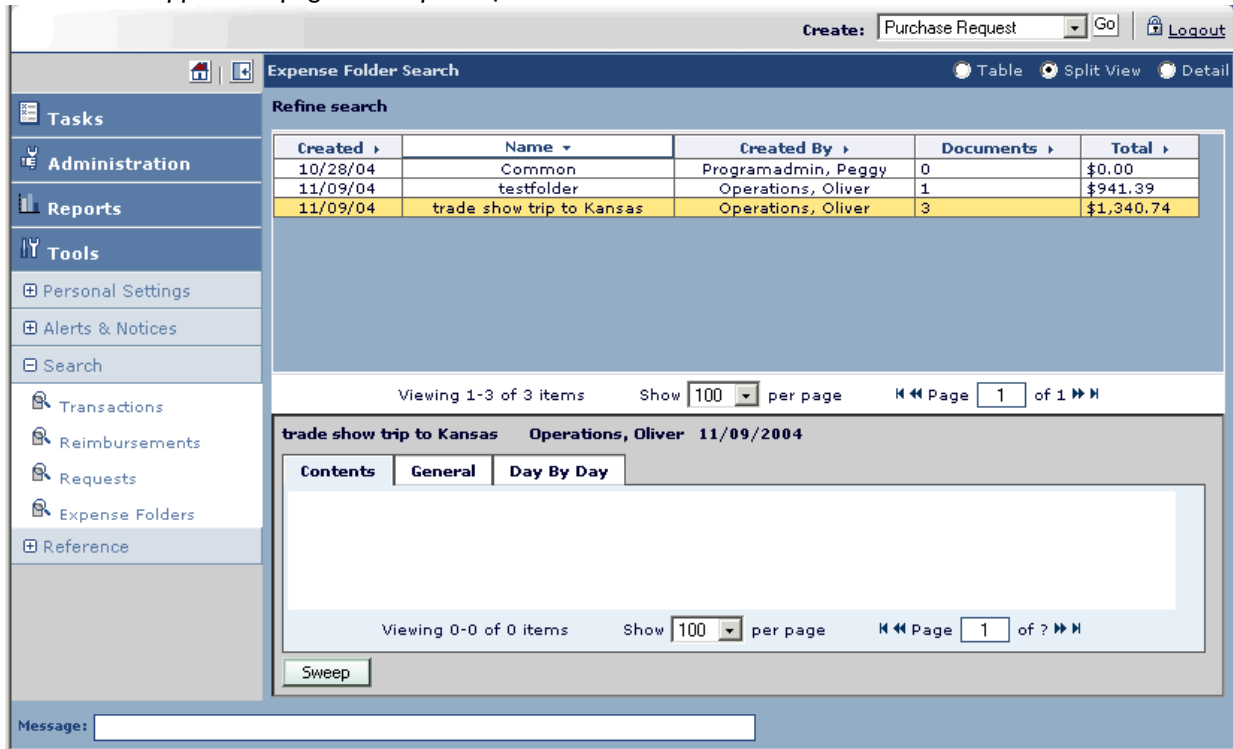 Create: Purchase Request Go Logout
Expense Folder Search Table Split View Detail
Tasks
Administration
Reports
Tools
Personal Settings
Alerts & Notices
Search
Transactions
Reimbursements
Requests
Expense Folders
Reference
Refine search
Created Name Created By Documents Total
10/28/04 Common Programadmin, Peggy 0 $0.00
11/09/04 testfolder Operations, Oliver 1 $941.39
11/09/04 trade show trip to Kansas Operations, Oliver 3 $1,340.74
Viewing 1-3 of 3 items Show 100 per page Page 1 of 1
trade show trip to Kansas Operations, Oliver 11/09/2004
Contents General Day By Day
Viewing 0-0 of 0 items Show 100 per page Page 1 of ?
Sweep
Message: